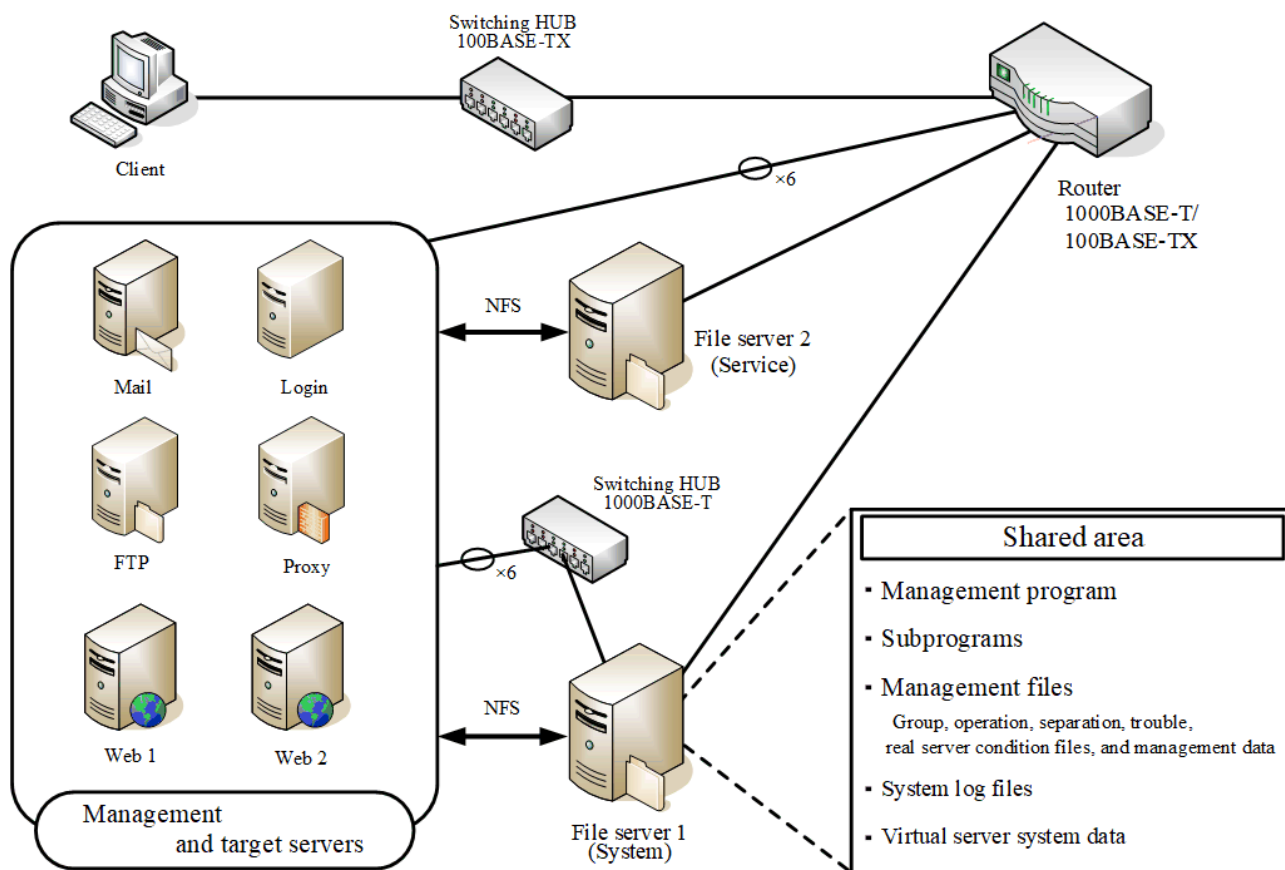 Switching HUB
100BASE-TX
Client
×6
Router
1000BASE-T/
100BASE-TX
Mail
Login
NFS
File server 2
(Service)
FTP
Proxy
Switching HUB
1000BASE-T
×6
Web 1
Web 2
NFS
File server 1
(System)
Management
and target servers
Shared area
- Management program
- Subprograms
- Management files
Group, operation, separation, trouble,
real server condition files, and management data
- System log files
- Virtual server system data